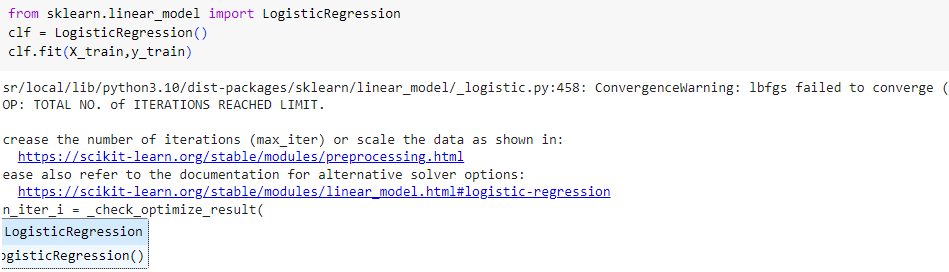 from sklearn.linear_model import LogisticRegression
clf = LogisticRegression()
clf.fit(X_train,y_train)
sr/local/lib/python3.10/dist-packages/sklearn/linear_model/_logistic.py:458: ConvergenceWarning: lbfgs failed to converge (
OP: TOTAL NO. of ITERATIONS REACHED LIMIT.
crease the number of iterations (max_iter) or scale the data as shown in:
https://scikit-learn.org/stable/modules/preprocessing.html
ease also refer to the documentation for alternative solver options:
https://scikit-learn.org/stable/modules/linear_model.html#logistic-regression
n_iter_i = _check_optimize_result(
LogisticRegression
ogisticRegression()